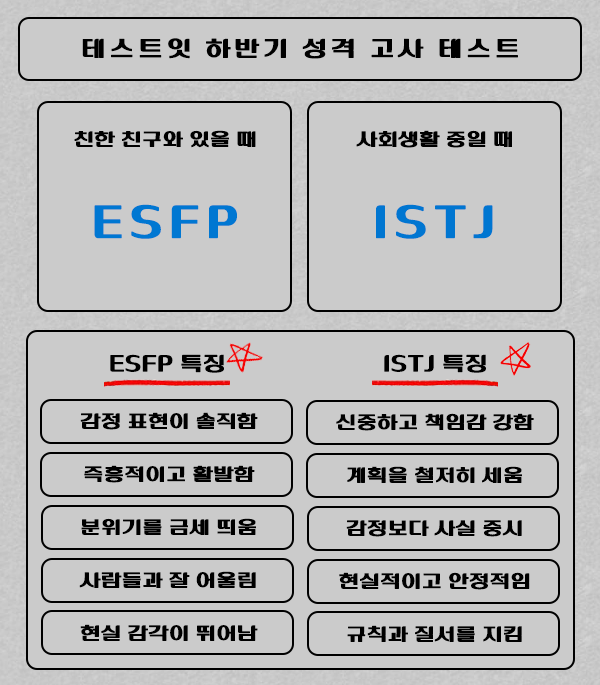 테스트잇 하반기 성격 고사 테스트
친한 친구와 있을 때
ESFP
사회생활 중일 때
ISTJ
ESFP 특징
감정 표현이 솔직함
즉흥적이고 활발함
분위기를 금세 띄움
사람들과 잘 어울림
현실 감각이 뛰어남
ISTJ 특징
신중하고 책임감 강함
계획을 철저히 세움
감정보다 사실 중시
현실적이고 안정적임
규칙과 질서를 지킴